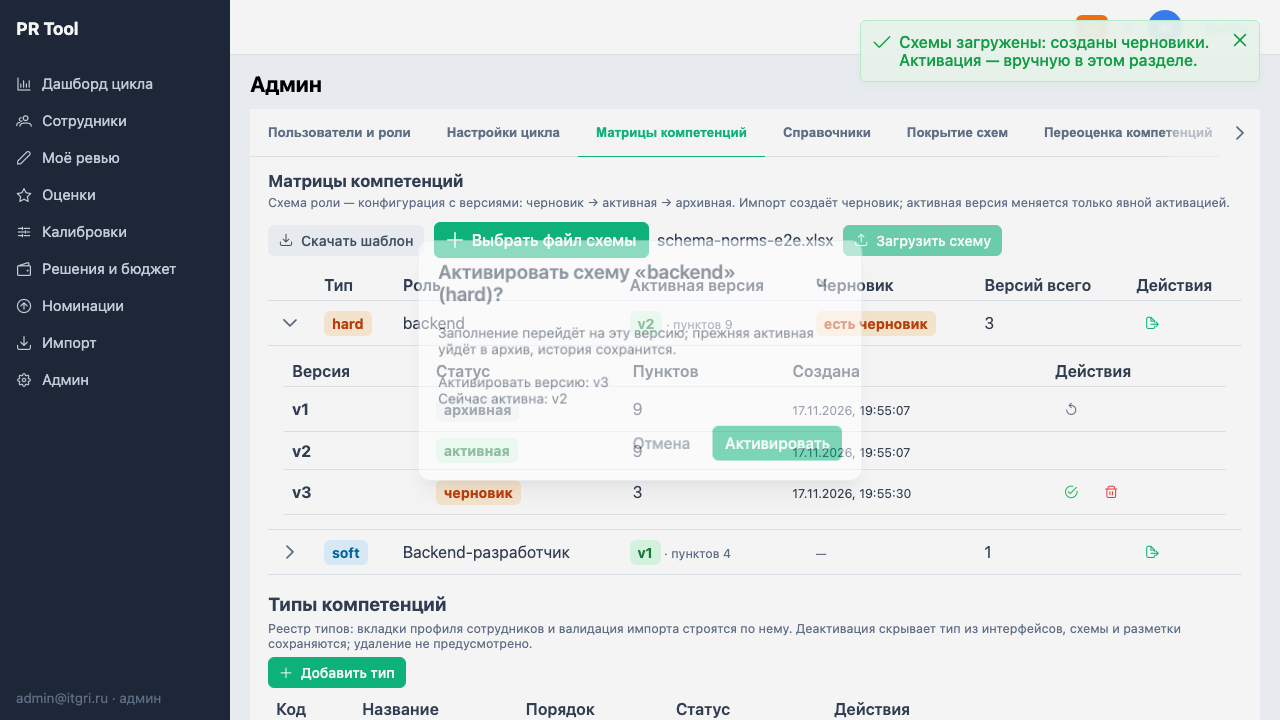 PR Tool
Дашборд цикла
Сотрудники
Моё ревью
Оценки
Калибровки
Решения и бюджет
Номинации
Импорт
Админ
admin@itgri.ru · админ
Схемы загружены: созданы черновики.
Активация — вручную в этом разделе.
Админ
Пользователи и роли
Настройки цикла
Матрицы компетенций
Справочники
Покрытие схем
Переоценка компетенций
Матрицы компетенций
Схема роли — конфигурация с версиями: черновик → активная → архивная. Импорт создаёт черновик; активная версия меняется только явной активацией.
Скачать шаблон
Выбрать файл схемы
schema-norms-e2e.xlsx
Загрузить схему
Активировать схему «backend»
(hard)?
Заполнение перейдёт на эту версию; прежняя активная
уйдёт в архив, история сохранится.
Активировать версию: v3
Сейчас активна: v2
Отмена
Активировать
Тип Роль Активная версия Черновик Версий всего Действия
hard backend v2 · пунктов 9 есть черновик 3
Версия Статус Пунктов Создана Действия
v1 архивная 9 17.11.2026, 19:55:07
v2 активная 9 17.11.2026, 19:55:07
v3 черновик 3 17.11.2026, 19:55:30
soft Backend-разработчик v1 · пунктов 4 — 1
Типы компетенций
Реестр типов: вкладки профиля сотрудников и валидация импорта строятся по нему. Деактивация скрывает тип из интерфейсов, схемы и разметки
сохраняются; удаление не предусмотрено.
Добавить тип
Код Название Порядок Статус Действия